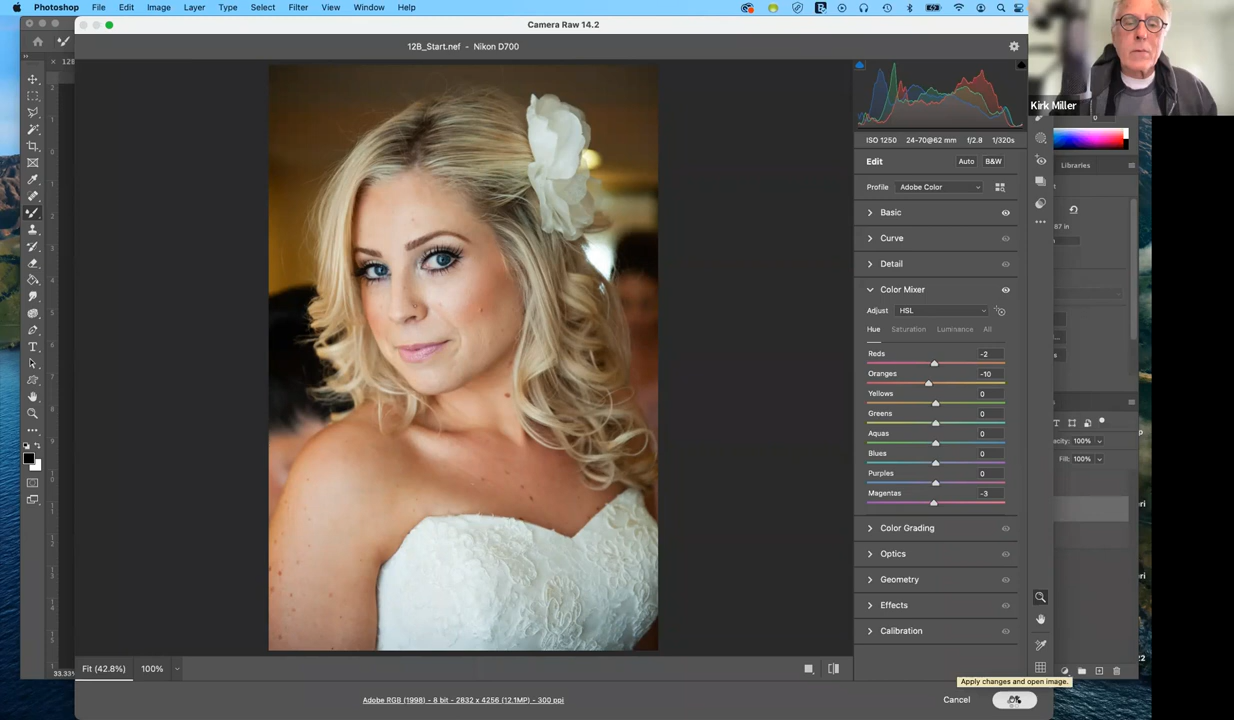 Photoshop File Edit Image Layer Type Select Filter View Window Help
Camera Raw 14.2
12B_Start.nef - Nikon D700
Kirk Miller
ISO 1250 24-70@62 mm f/2.8 1/320s
Edit Auto B&W
Libraries
Profile Adobe Color
Basic
Curve
Detail
Color Mixer
Adjust HSL
Hue Saturation Luminance All
Reds -2
Oranges -10
Yellows 0
Greens 0
Aquas 0
Blues 0
Purples 0
Magentas -3
100%
Fill: 100%
Color Grading
Optics
Geometry
Effects
Calibration
Fit (42.8%) 100%
33.33%
Apply changes and open image.
Adobe RGB (1998) - 8 bit - 2832 x 4256 (12.1MP) - 300 ppi
Cancel